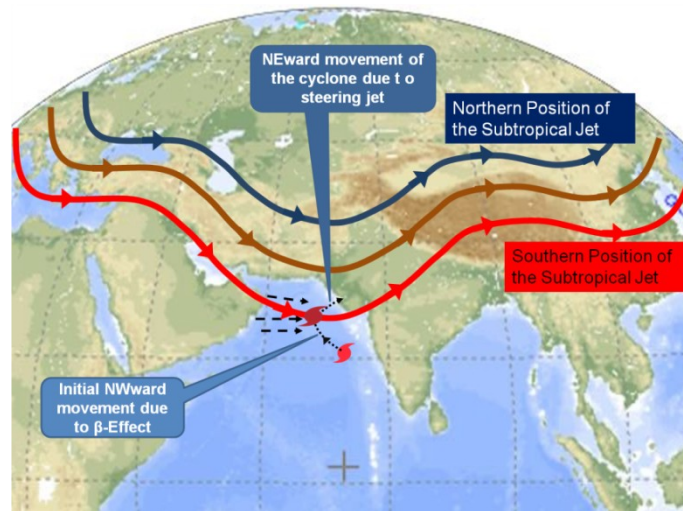 NEward movement of
the cyclone due t o
steering jet
Northern Position of
the Subtropical Jet
Southern Position of
the Subtropical Jet
Initial NWward
movement due
to β-Effect